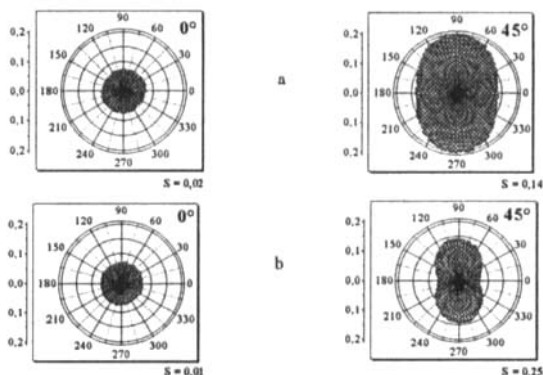 0,2 90 0° 0,2 90 45°
120 60 120 60
0,1 150 30 0,1 150 30
0,0 180 0 a 0,0 180 0
0,1 210 330 0,1 210 330
240 300 240 300
0,2 270 0,2 270
S = 0,02 S = 0,14
0,2 90 0° 0,2 90 45°
120 60 120 60
0,1 150 30 0,1 150 30
0,0 180 0 b 0,0 180 0
0,1 210 330 0,1 210 330
240 300 240 300
0,2 270 0,2 270
S = 0,01 S = 0,25